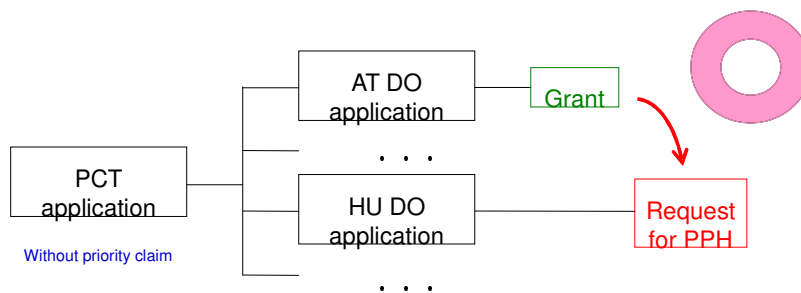 AT DO
application
Grant
. . .
PCT
application
HU DO
application
Request
for PPH
Without priority claim
. . .